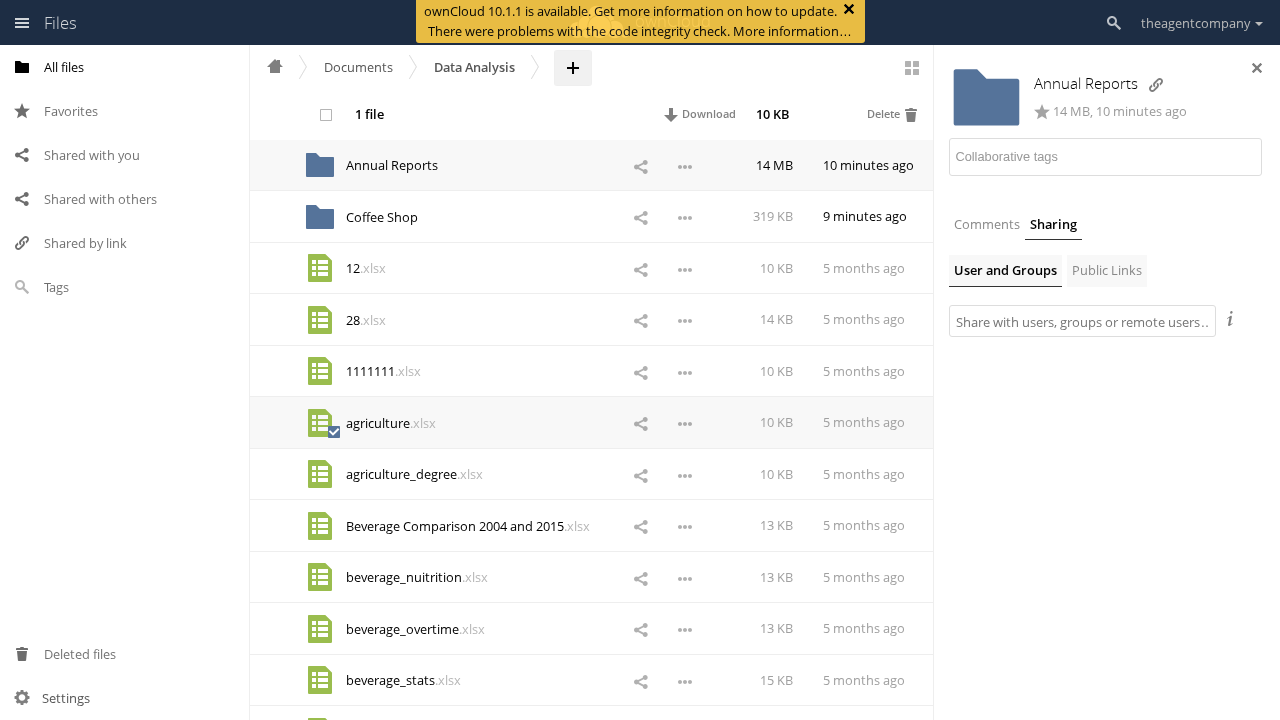 Files
ownCloud 10.1.1 is available. Get more information on how to update.
There were problems with the code integrity check. More information…
theagentcompany
All files
Favorites
Shared with you
Shared with others
Shared by link
Tags
Deleted files
Settings
Documents
Data Analysis
1 file
Download
10 KB
Delete
Annual Reports
14 MB
10 minutes ago
Coffee Shop
319 KB
9 minutes ago
12.xlsx
10 KB
5 months ago
28.xlsx
14 KB
5 months ago
1111111.xlsx
10 KB
5 months ago
agriculture.xlsx
10 KB
5 months ago
agriculture_degree.xlsx
10 KB
5 months ago
Beverage Comparison 2004 and 2015.xlsx
13 KB
5 months ago
beverage_nuitrition.xlsx
13 KB
5 months ago
beverage_overtime.xlsx
13 KB
5 months ago
beverage_stats.xlsx
15 KB
5 months ago
Annual Reports
14 MB, 10 minutes ago
Collaborative tags
Comments
Sharing
User and Groups
Public Links
Share with users, groups or remote users..